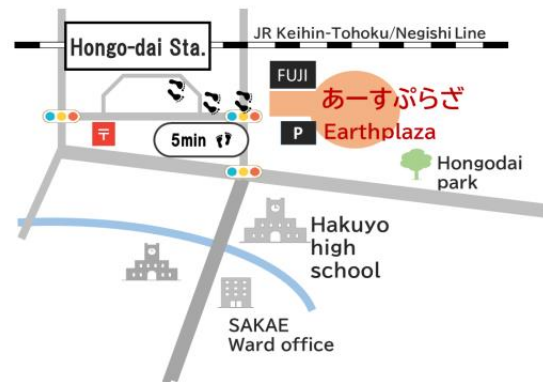 JR Keihin-Tohoku/Negishi Line
Hongo-dai Sta.
FUJI
あーすぷらざ
P
Earthplaza
〒
5min
Hongodai
park
Hakuyo
high
school
SAKAE
Ward office